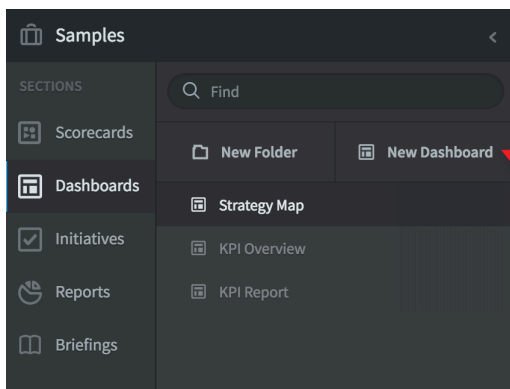 Samples
SECTIONS
Scorecards
Dashboards
Initiatives
Reports
Briefings
Find
New Folder
New Dashboard
Strategy Map
KPI Overview
KPI Report